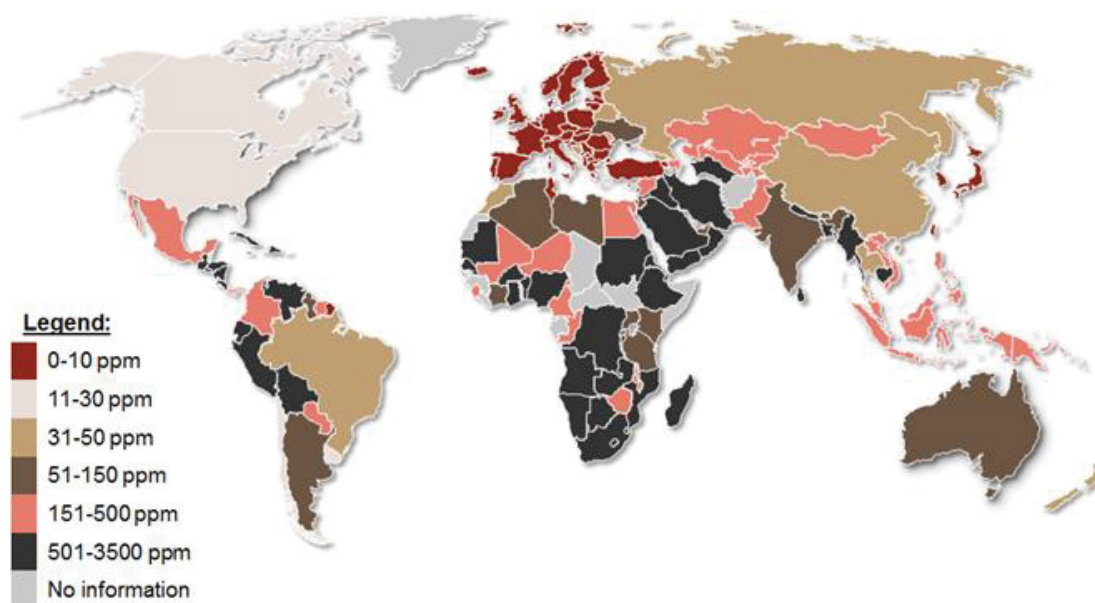 Legend:
0-10 ppm
11-30 ppm
31-50 ppm
51-150 ppm
151-500 ppm
501-3500 ppm
No information